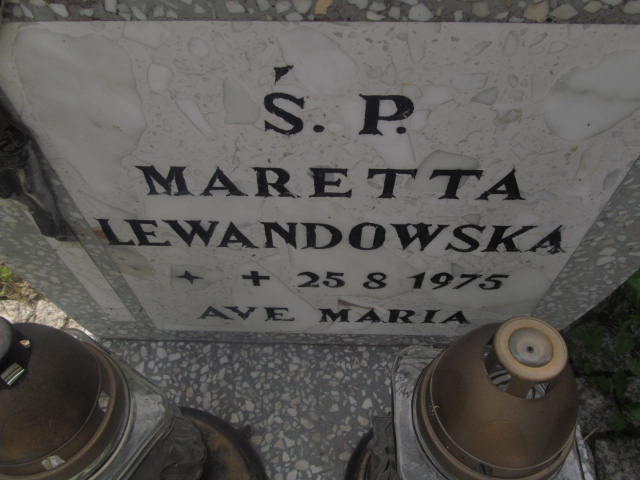 Ś. P.
MARETTA
LEWANDOWSKA
✦ + 25 8 1975
AVE MARIA